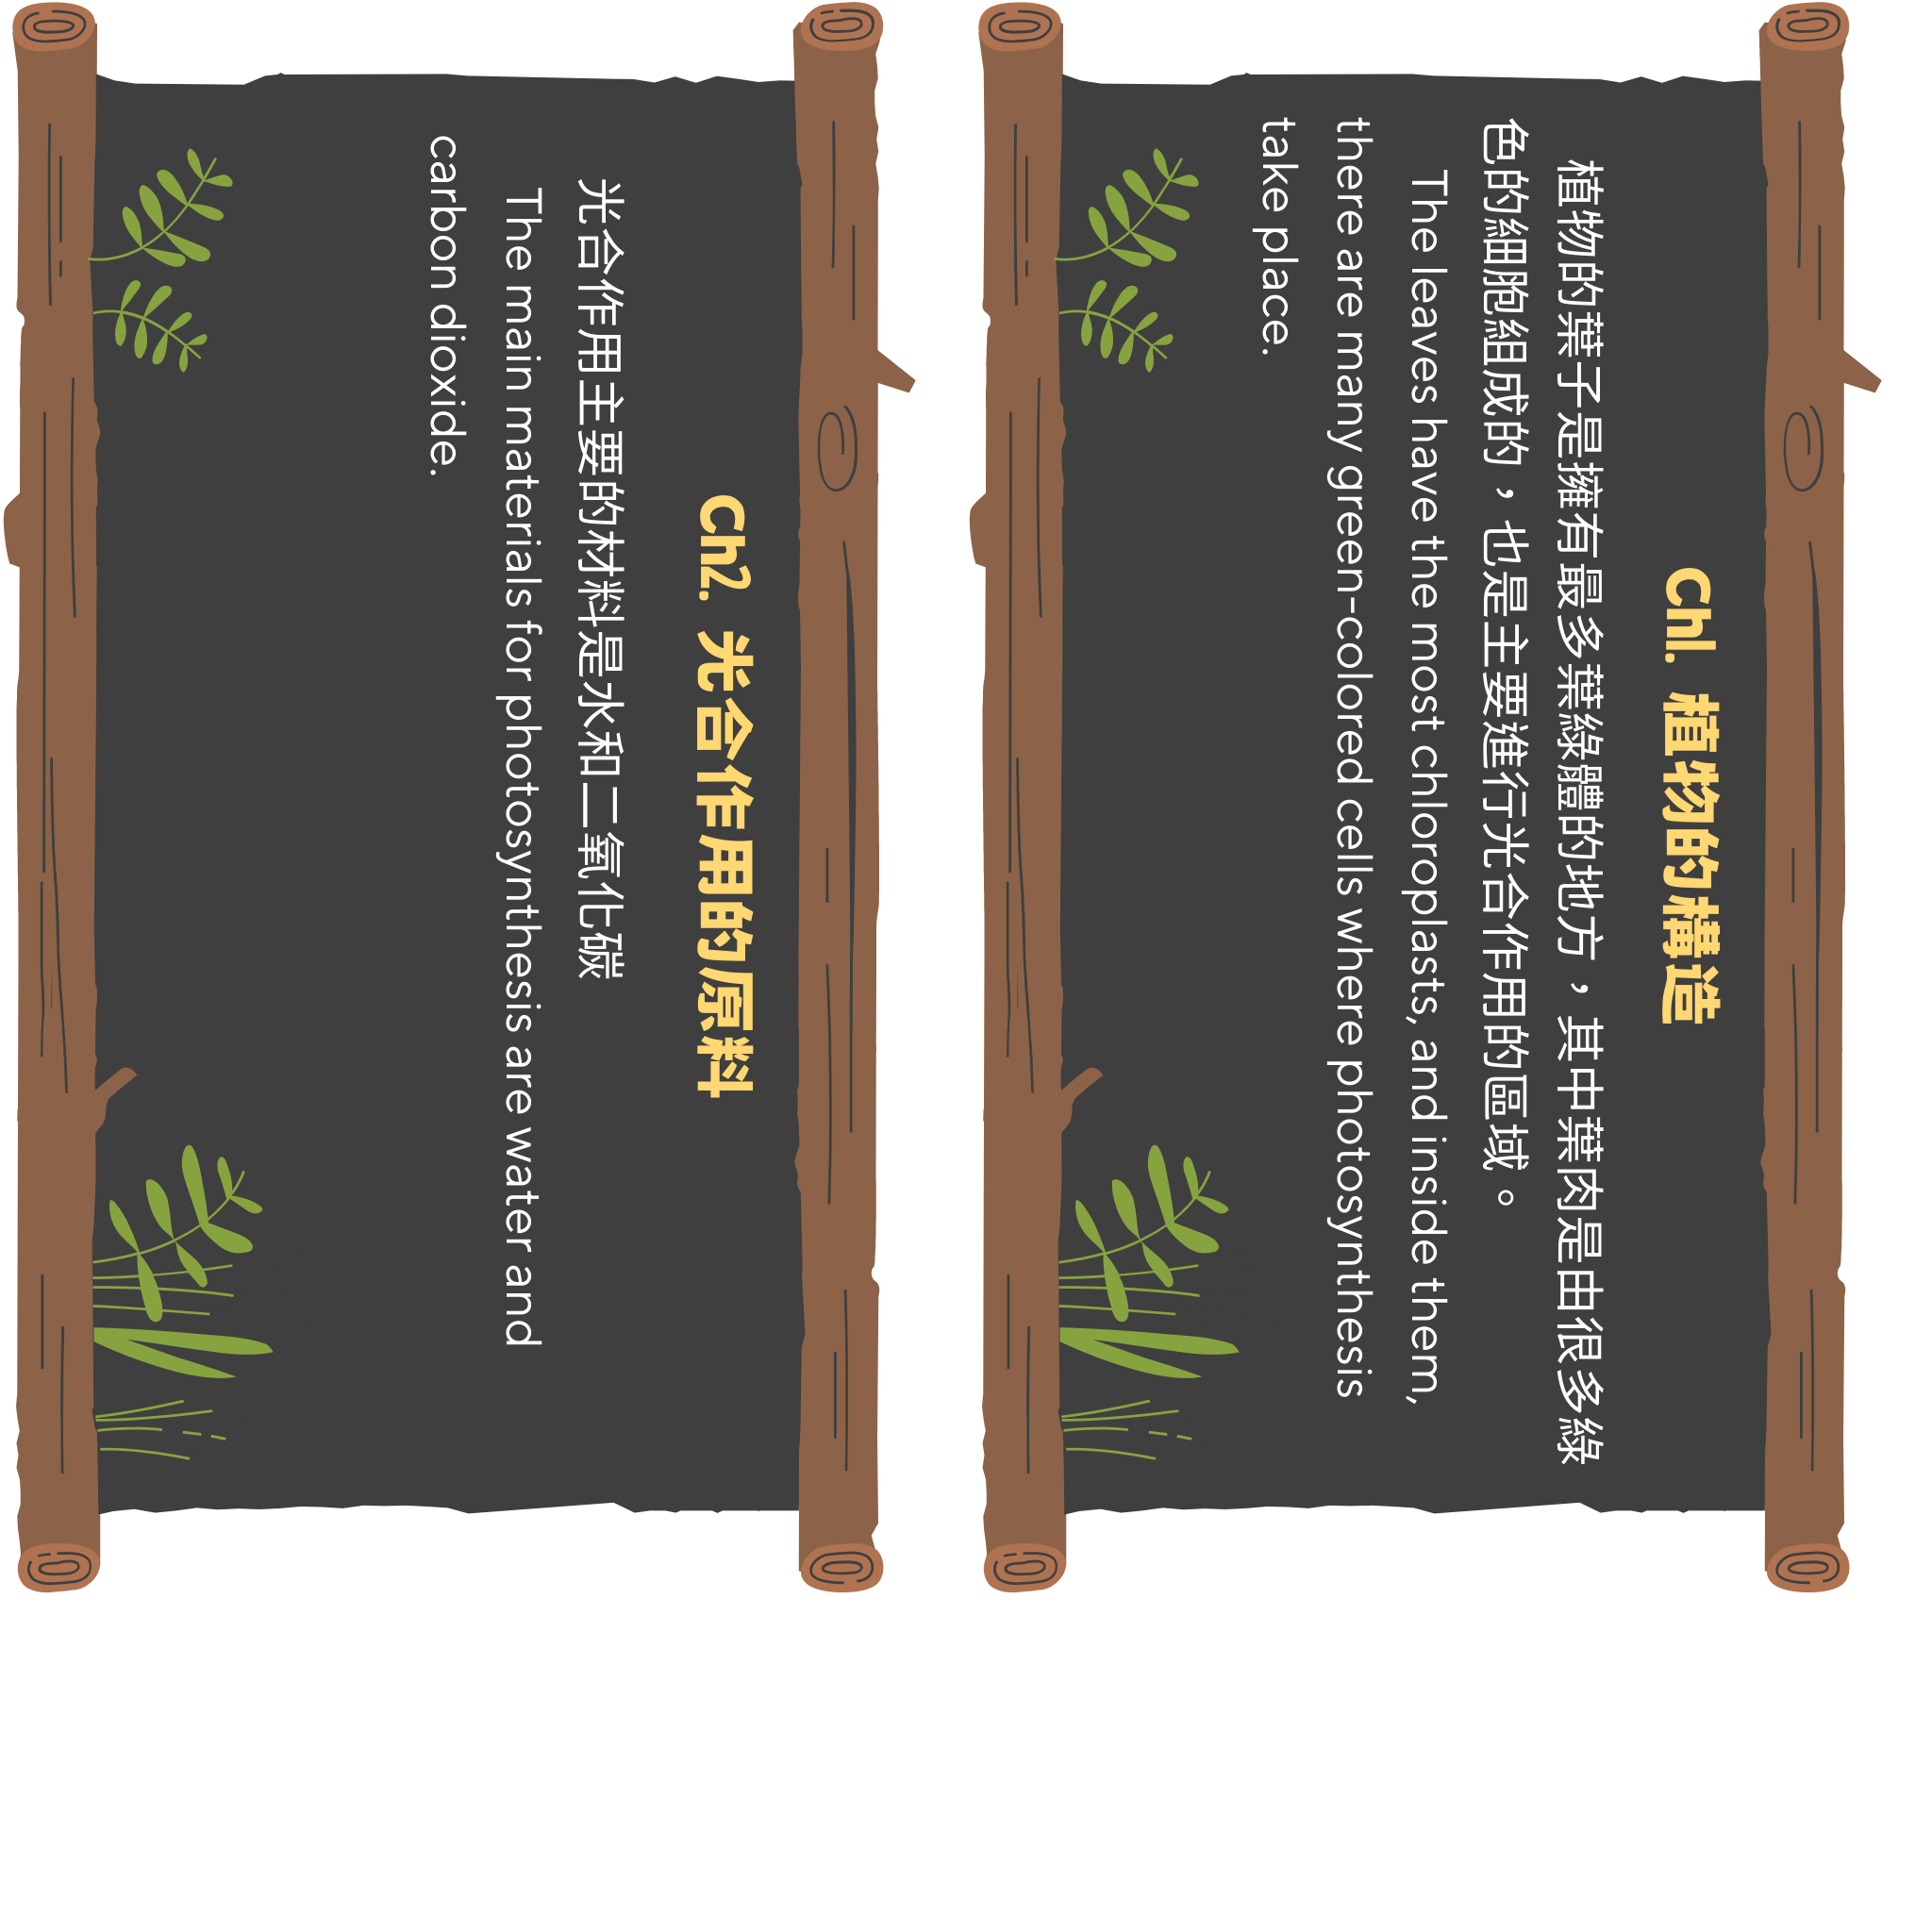 Ch1. 植物的構造
植物的葉子是擁有最多葉綠體的地方，其中葉肉是由很多綠
色的細胞組成的，也是主要進行光合作用的區域。
The leaves have the most chlloroplasts, and inside them,
there are many green-colored cells where photosynthesis
take place.
Ch2. 光合作用的原料
光合作用主要的材料是水和二氧化碳
The main materials for photosynthesis are water and
carbon dioxide.